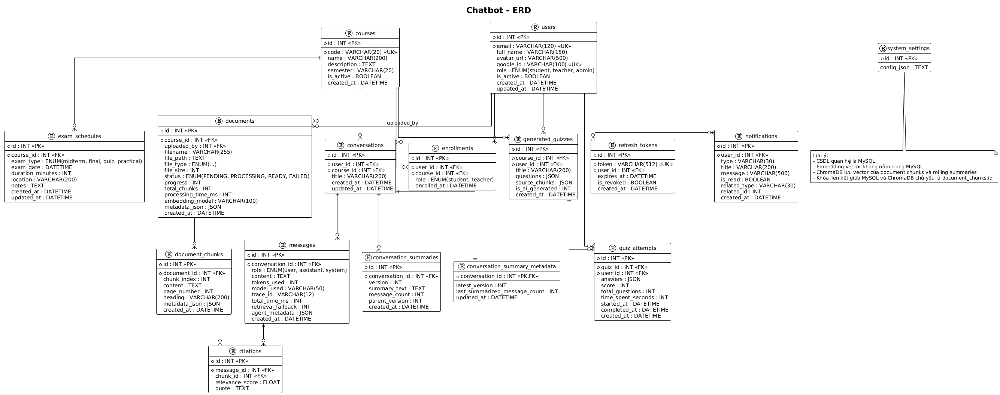 Chatbot - ERD
E courses
id : INT «PK»
code : VARCHAR(20) «UK»
name : VARCHAR(200)
description : TEXT
semester : VARCHAR(20)
is_active : BOOLEAN
created_at : DATETIME
E users
id : INT «PK»
email : VARCHAR(120) «UK»
full_name : VARCHAR(150)
avatar_url : VARCHAR(500)
google_id : VARCHAR(100) «UK»
role : ENUM(student, teacher, admin)
is_active : BOOLEAN
created_at : DATETIME
updated_at : DATETIME
E system_settings
id : INT «PK»
config_json : TEXT
uploaded_by
E exam_schedules
id : INT «PK»
course_id : INT «FK»
exam_type : ENUM(midterm, final, quiz, practical)
exam_date : DATETIME
duration_minutes : INT
location : VARCHAR(200)
notes : TEXT
created_at : DATETIME
updated_at : DATETIME
E documents
id : INT «PK»
course_id : INT «FK»
uploaded_by : INT «FK»
filename : VARCHAR(255)
file_path : TEXT
file_type : ENUM(...)
file_size : INT
status : ENUM(PENDING, PROCESSING, READY, FAILED)
progress : INT
total_chunks : INT
processing_time_ms : INT
embedding_model : VARCHAR(100)
metadata_json : JSON
created_at : DATETIME
E conversations
id : INT «PK»
user_id : INT «FK»
course_id : INT «FK»
title : VARCHAR(200)
created_at : DATETIME
updated_at : DATETIME
E enrollments
id : INT «PK»
user_id : INT «FK»
course_id : INT «FK»
role : ENUM(student, teacher)
enrolled_at : DATETIME
E generated_quizzes
id : INT «PK»
course_id : INT «FK»
user_id : INT «FK»
title : VARCHAR(200)
questions : JSON
source_chunks : JSON
is_ai_generated : INT
created_at : DATETIME
E refresh_tokens
id : INT «PK»
token : VARCHAR(512) «UK»
user_id : INT «FK»
expires_at : DATETIME
is_revoked : BOOLEAN
created_at : DATETIME
E notifications
id : INT «PK»
user_id : INT «FK»
type : VARCHAR(30)
title : VARCHAR(200)
message : VARCHAR(500)
is_read : BOOLEAN
related_type : VARCHAR(30)
related_id : INT
created_at : DATETIME
Lưu ý:
- CSDL quan hệ là MySQL
- Embedding vector không nằm trong MySQL
- ChromaDB lưu vector của document chunks và rolling summaries
- Khóa liên kết giữa MySQL và ChromaDB chủ yếu là document_chunks.id
E document_chunks
id : INT «PK»
document_id : INT «FK»
chunk_index : INT
content : TEXT
page_number : INT
heading : VARCHAR(200)
metadata_json : JSON
created_at : DATETIME
E messages
id : INT «PK»
conversation_id : INT «FK»
role : ENUM(user, assistant, system)
content : TEXT
tokens_used : INT
model_used : VARCHAR(50)
trace_id : VARCHAR(12)
total_time_ms : INT
retrieval_fallback : INT
agent_metadata : JSON
created_at : DATETIME
E conversation_summaries
id : INT «PK»
conversation_id : INT «FK»
version : INT
summary_text : TEXT
message_count : INT
parent_version : INT
created_at : DATETIME
E conversation_summary_metadata
conversation_id : INT «PK,FK»
latest_version : INT
last_summarized_message_count : INT
updated_at : DATETIME
E quiz_attempts
id : INT «PK»
quiz_id : INT «FK»
user_id : INT «FK»
answers : JSON
score : INT
total_questions : INT
time_spent_seconds : INT
started_at : DATETIME
completed_at : DATETIME
created_at : DATETIME
E citations
id : INT «PK»
message_id : INT «FK»
chunk_id : INT «FK»
relevance_score : FLOAT
quote : TEXT